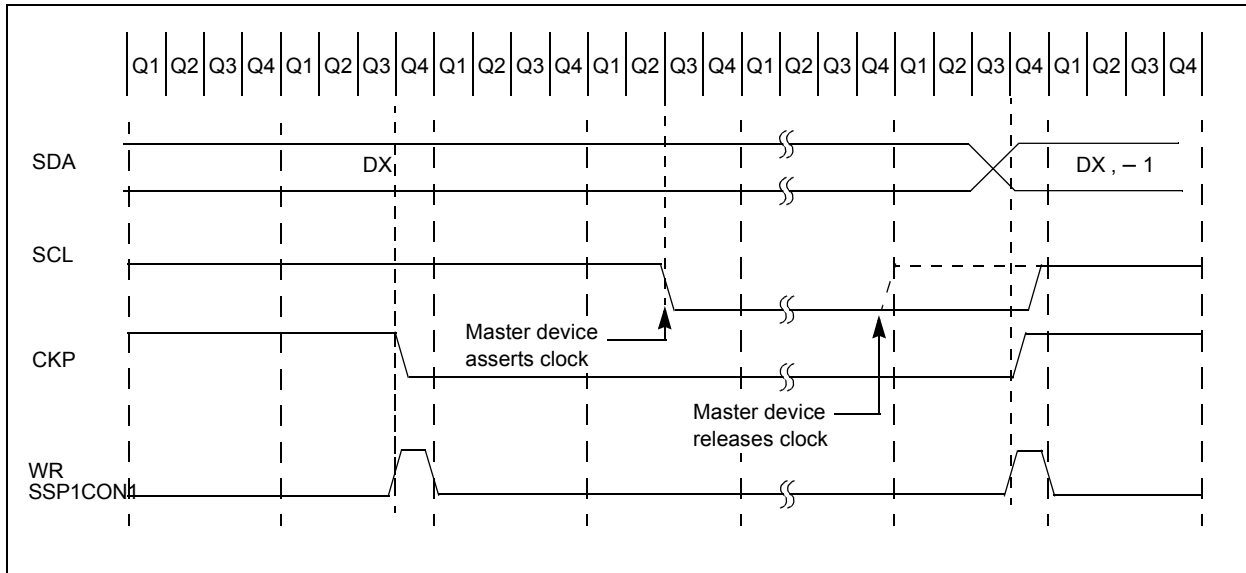 Q1 Q2 Q3 Q4 Q1 Q2 Q3 Q4 Q1 Q2 Q3 Q4 Q1 Q2 Q3 Q4 Q1 Q2 Q3 Q4 Q1 Q2 Q3 Q4 Q1 Q2 Q3 Q4
SDA
DX
DX , – 1
SCL
Master device
asserts clock
CKP
Master device
releases clock
WR
SSP1CON1